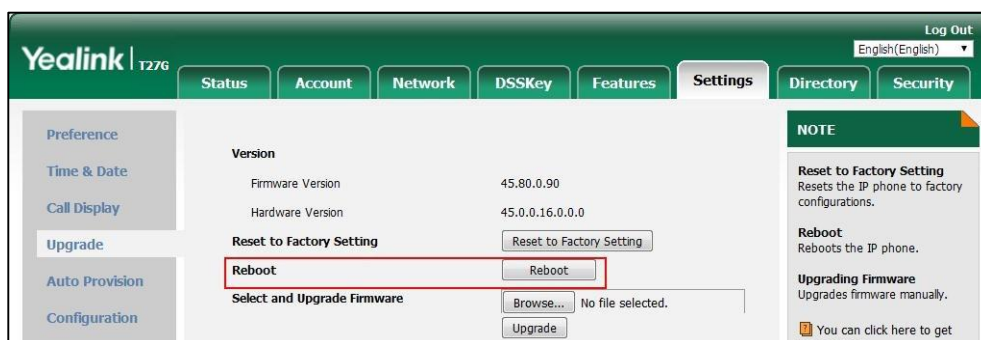 Log Out
English(English)
Yealink T27G
Status Account Network DSSKey Features Settings Directory Security
Preference
Time & Date
Call Display
Upgrade
Auto Provision
Configuration
Version
Firmware Version 45.80.0.90
Hardware Version 45.0.0.16.0.0.0
Reset to Factory Setting Reset to Factory Setting
Reboot Reboot
Select and Upgrade Firmware Browse... No file selected.
Upgrade
NOTE
Reset to Factory Setting
Resets the IP phone to factory
configurations.
Reboot
Reboots the IP phone.
Upgrading Firmware
Upgrades firmware manually.
You can click here to get